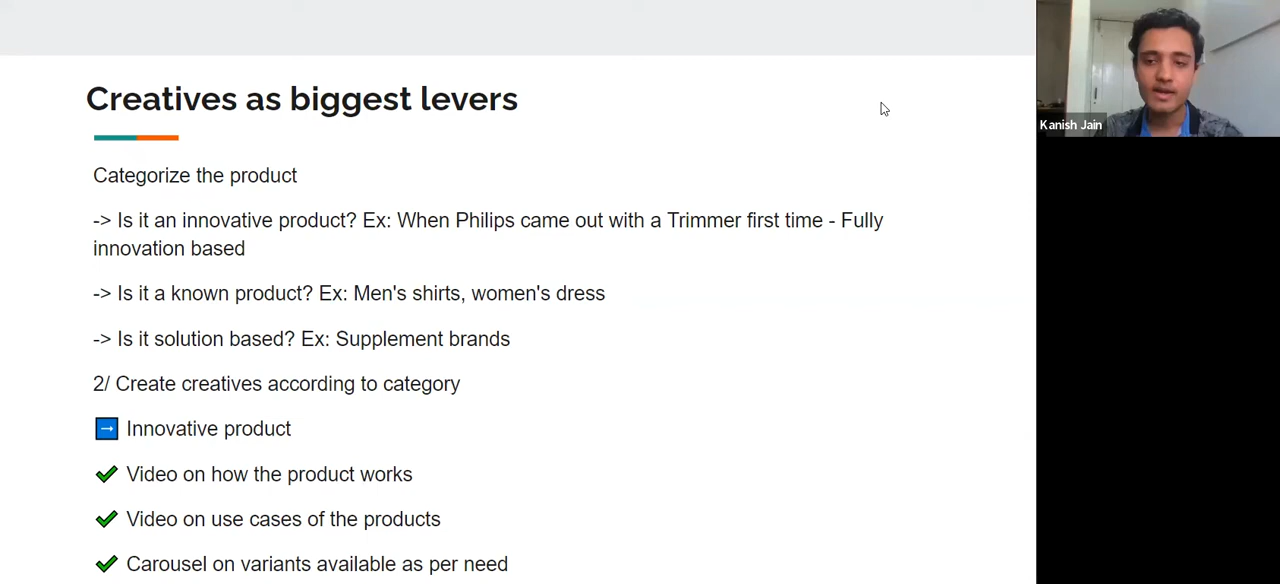 Creatives as biggest levers
Kanish Jain
Categorize the product
-> Is it an innovative product? Ex: When Philips came out with a Trimmer first time - Fully
innovation based
-> Is it a known product? Ex: Men's shirts, women's dress
-> Is it solution based? Ex: Supplement brands
2/ Create creatives according to category
Innovative product
Video on how the product works
Video on use cases of the products
Carousel on variants available as per need